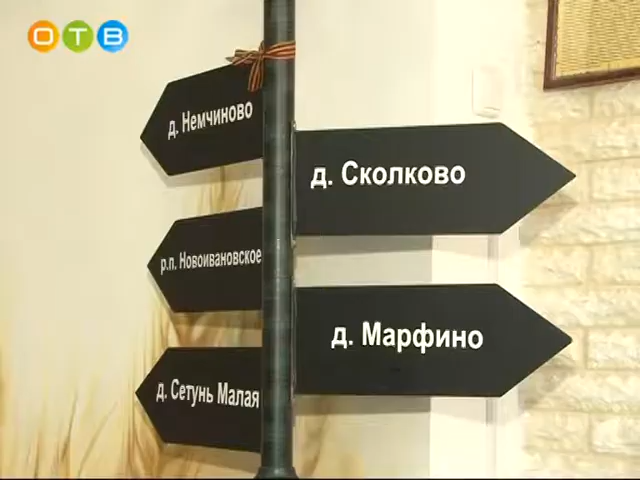 ОТВ
д. Немчиново
д. Сколково
р.п. Новоивановское
д. Марфино
д. Сетунь Малая